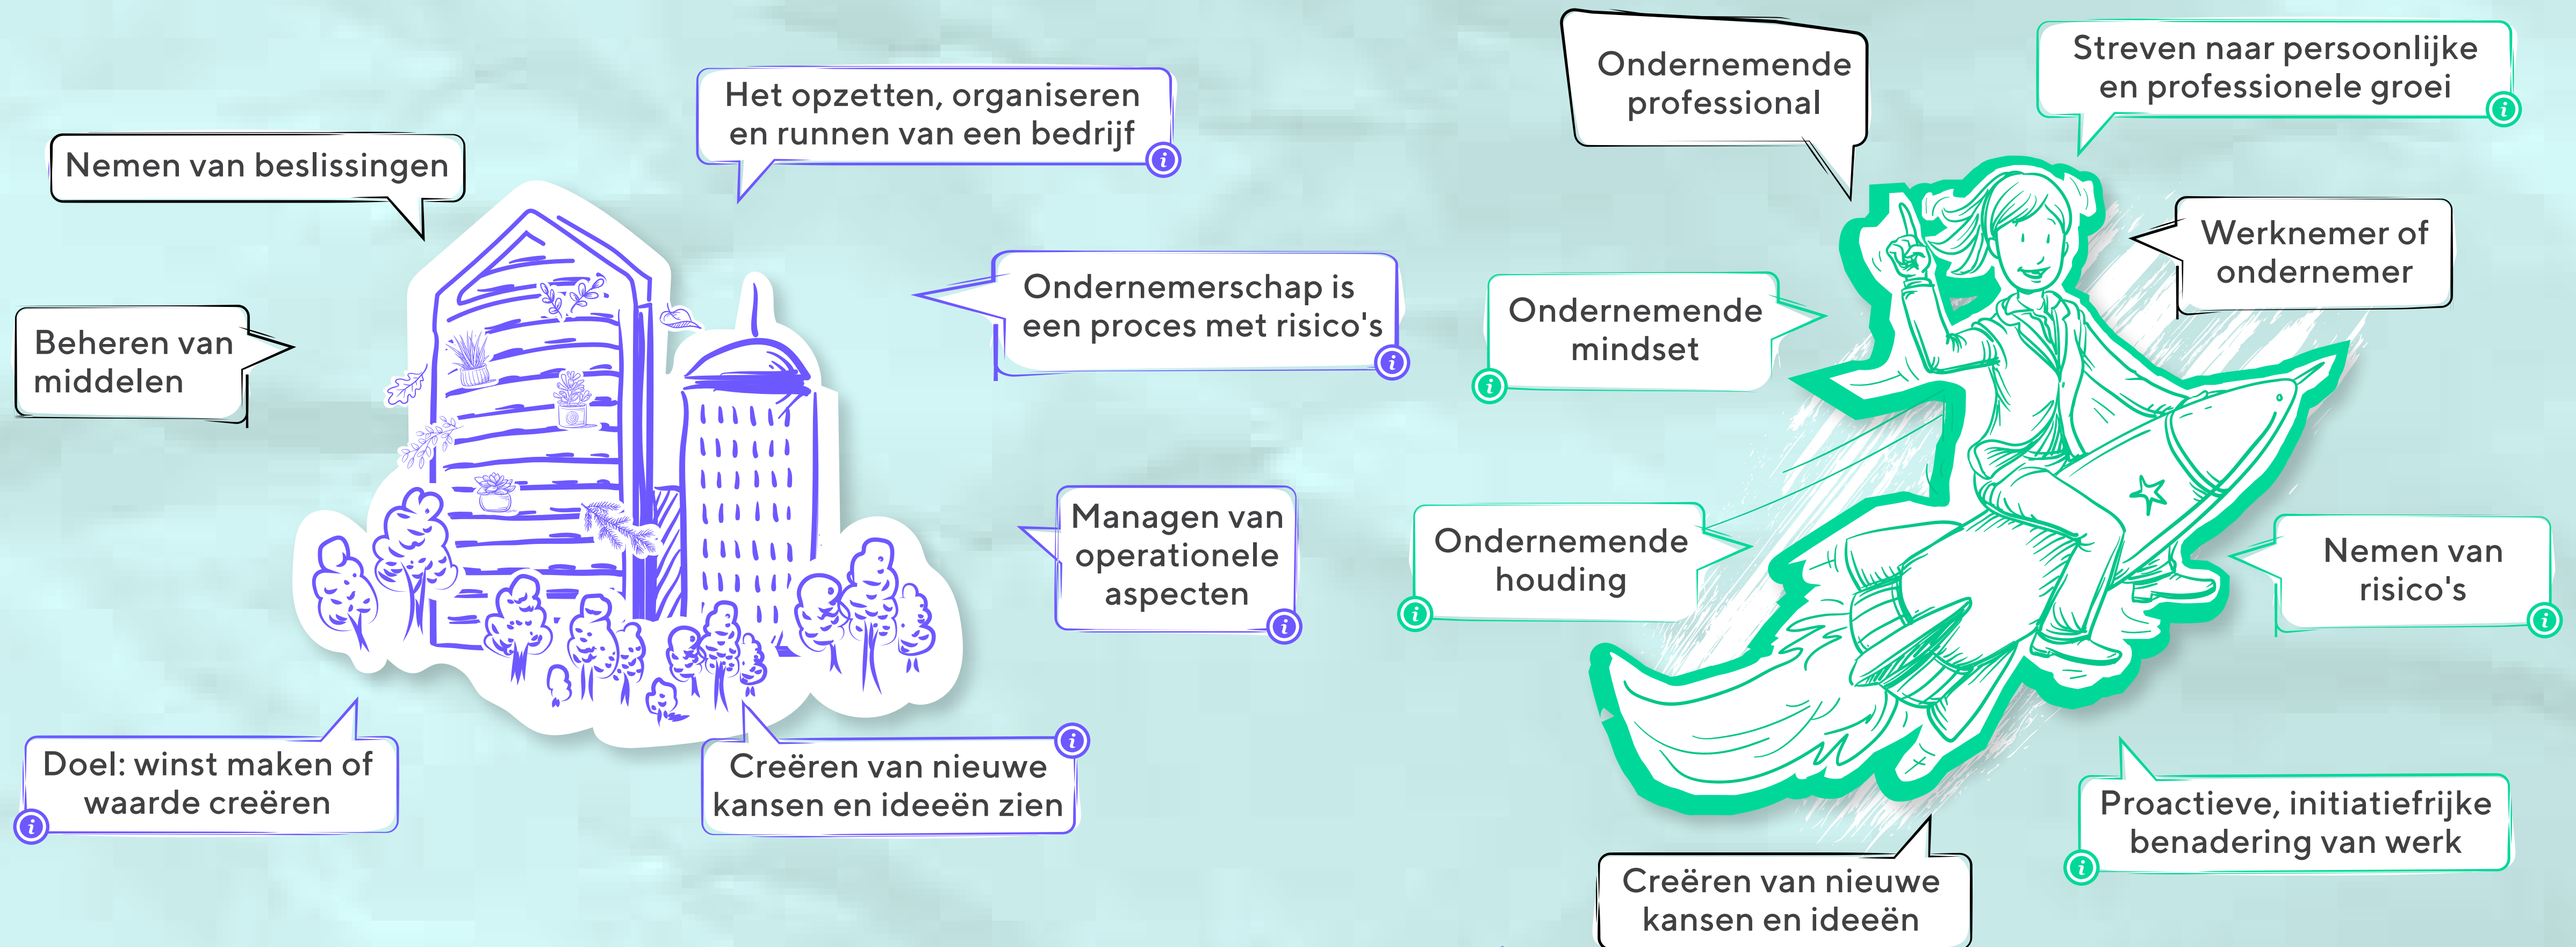 Het opzetten, organiseren
en runnen van een bedrijf
Nemen van beslissingen
Ondernemerschap is
een proces met risico's
Beheren van
middelen
Managen van
operationele
aspecten
Doel: winst maken of
waarde creëren
Creëren van nieuwe
kansen en ideeën zien
Ondernemende
professional
Streven naar persoonlijke
en professionele groei
Werknemer of
ondernemer
Ondernemende
mindset
Ondernemende
houding
Nemen van
risico's
Proactieve, initiatiefrijke
benadering van werk
Creëren van nieuwe
kansen en ideeën